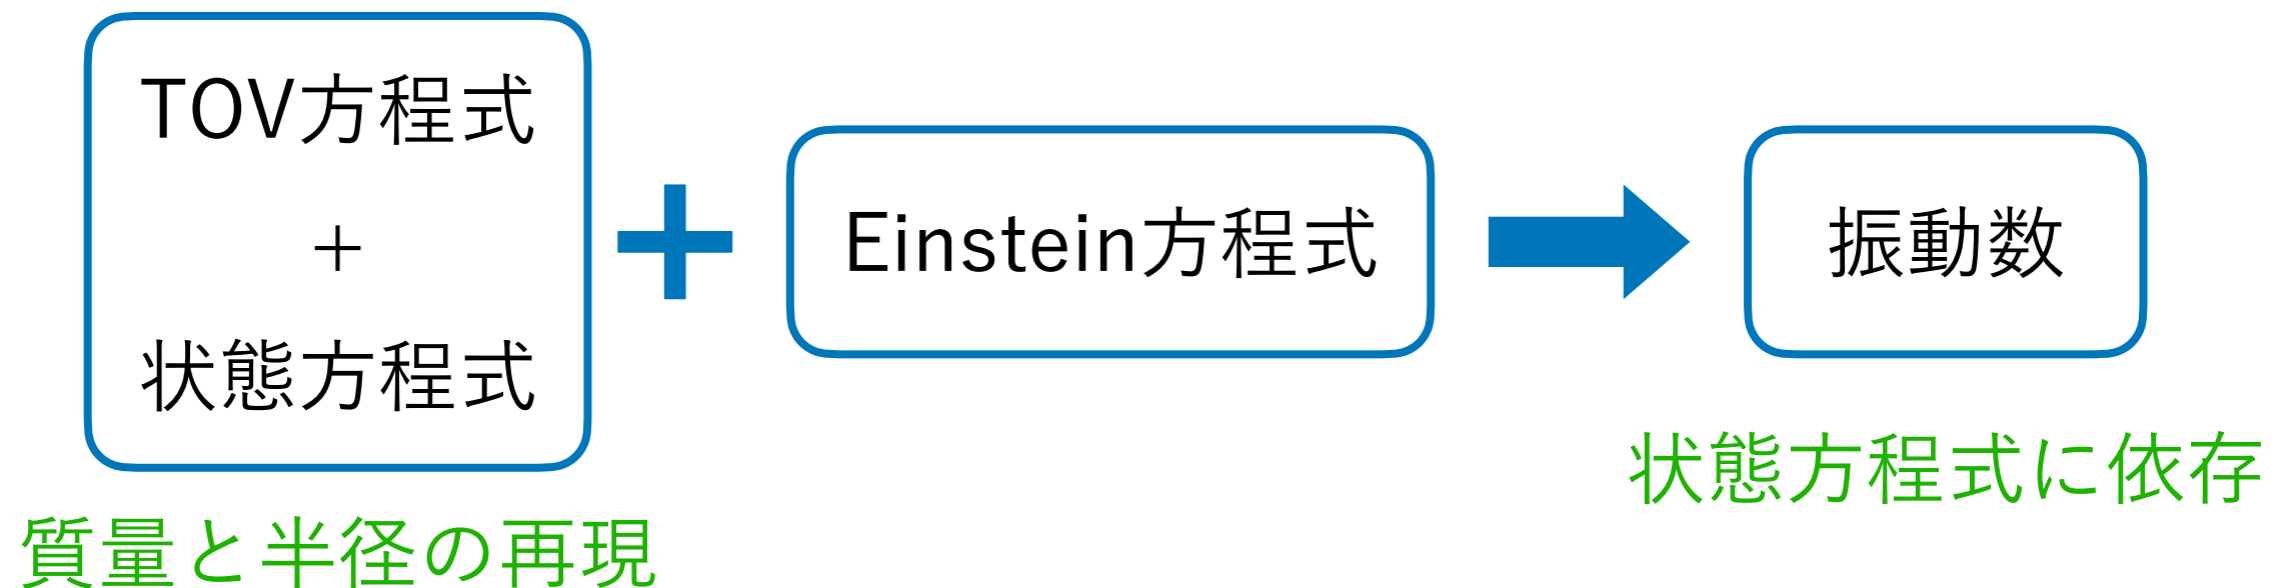 TOV方程式
+
状態方程式
質量と半径の再現
+
Einstein方程式
振動数
状態方程式に依存